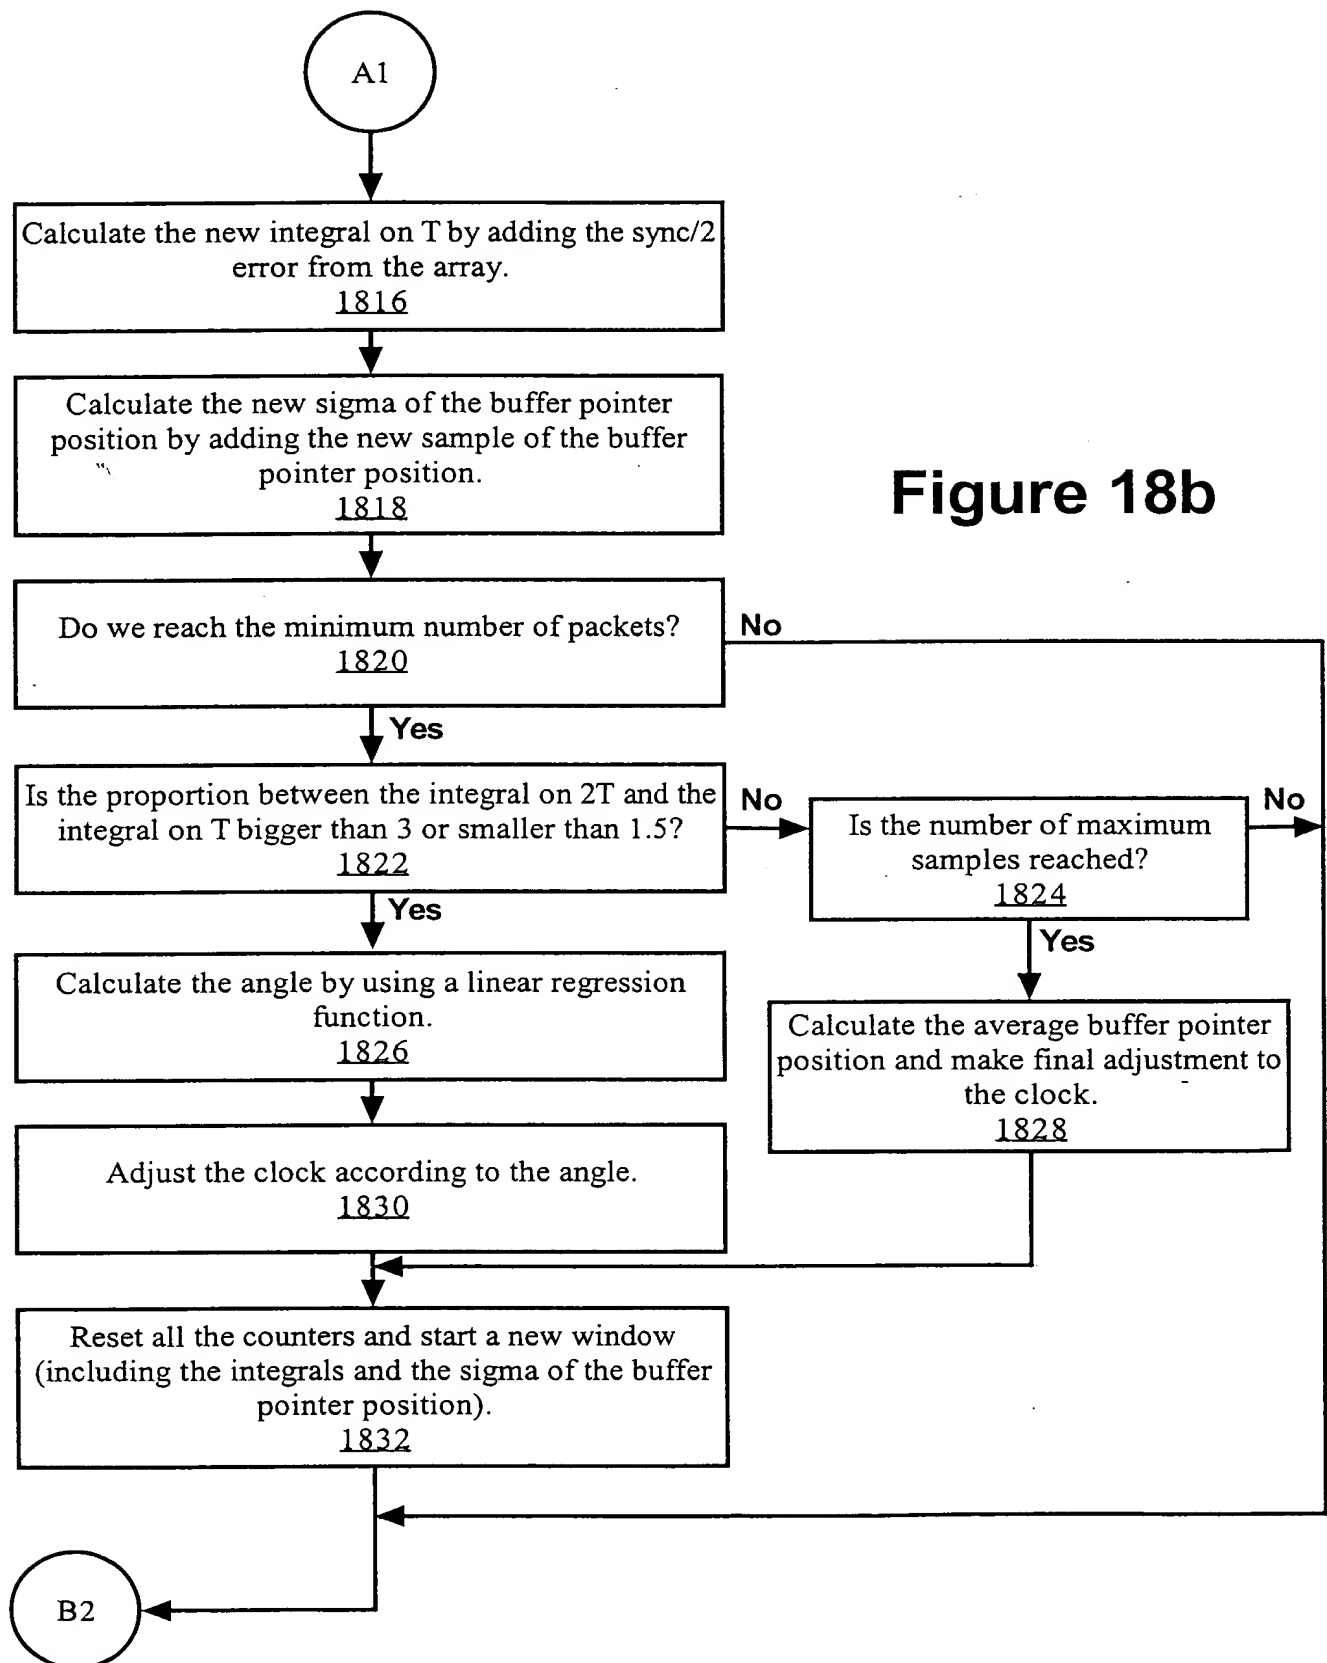 A1
Calculate the new integral on T by adding the sync/2
error from the array.
1816
Calculate the new sigma of the buffer pointer
position by adding the new sample of the buffer
pointer position.
1818
Figure 18b
Do we reach the minimum number of packets?
1820
No
Yes
Is the proportion between the integral on 2T and the
integral on T bigger than 3 or smaller than 1.5?
1822
No
Is the number of maximum
samples reached?
1824
No
Yes
Yes
Calculate the angle by using a linear regression
function.
1826
Calculate the average buffer pointer
position and make final adjustment to
the clock.
1828
Adjust the clock according to the angle.
1830
Reset all the counters and start a new window
(including the integrals and the sigma of the buffer
pointer position).
1832
B2